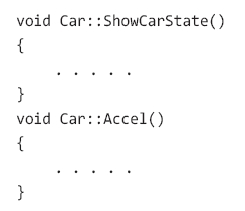 void Car::ShowCarState()
{
    . . . . .
}
void Car::Accel()
{
    . . . . .
}